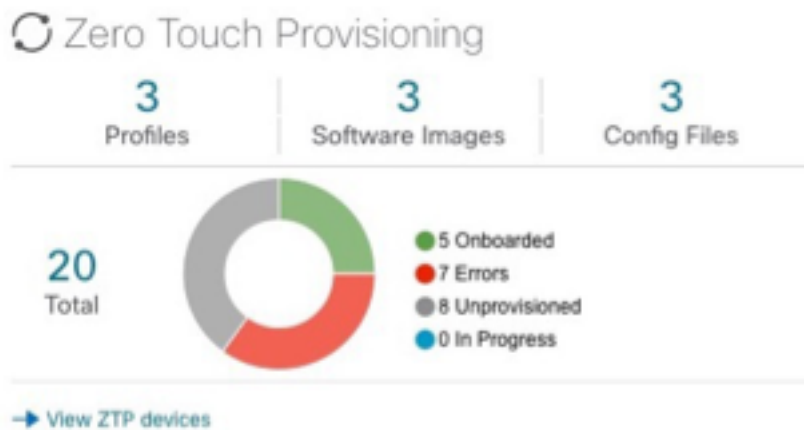 Zero Touch Provisioning
3
Profiles
3
Software Images
3
Config Files
20
Total
5 Onboarded
7 Errors
8 Unprovisioned
0 In Progress
View ZTP devices